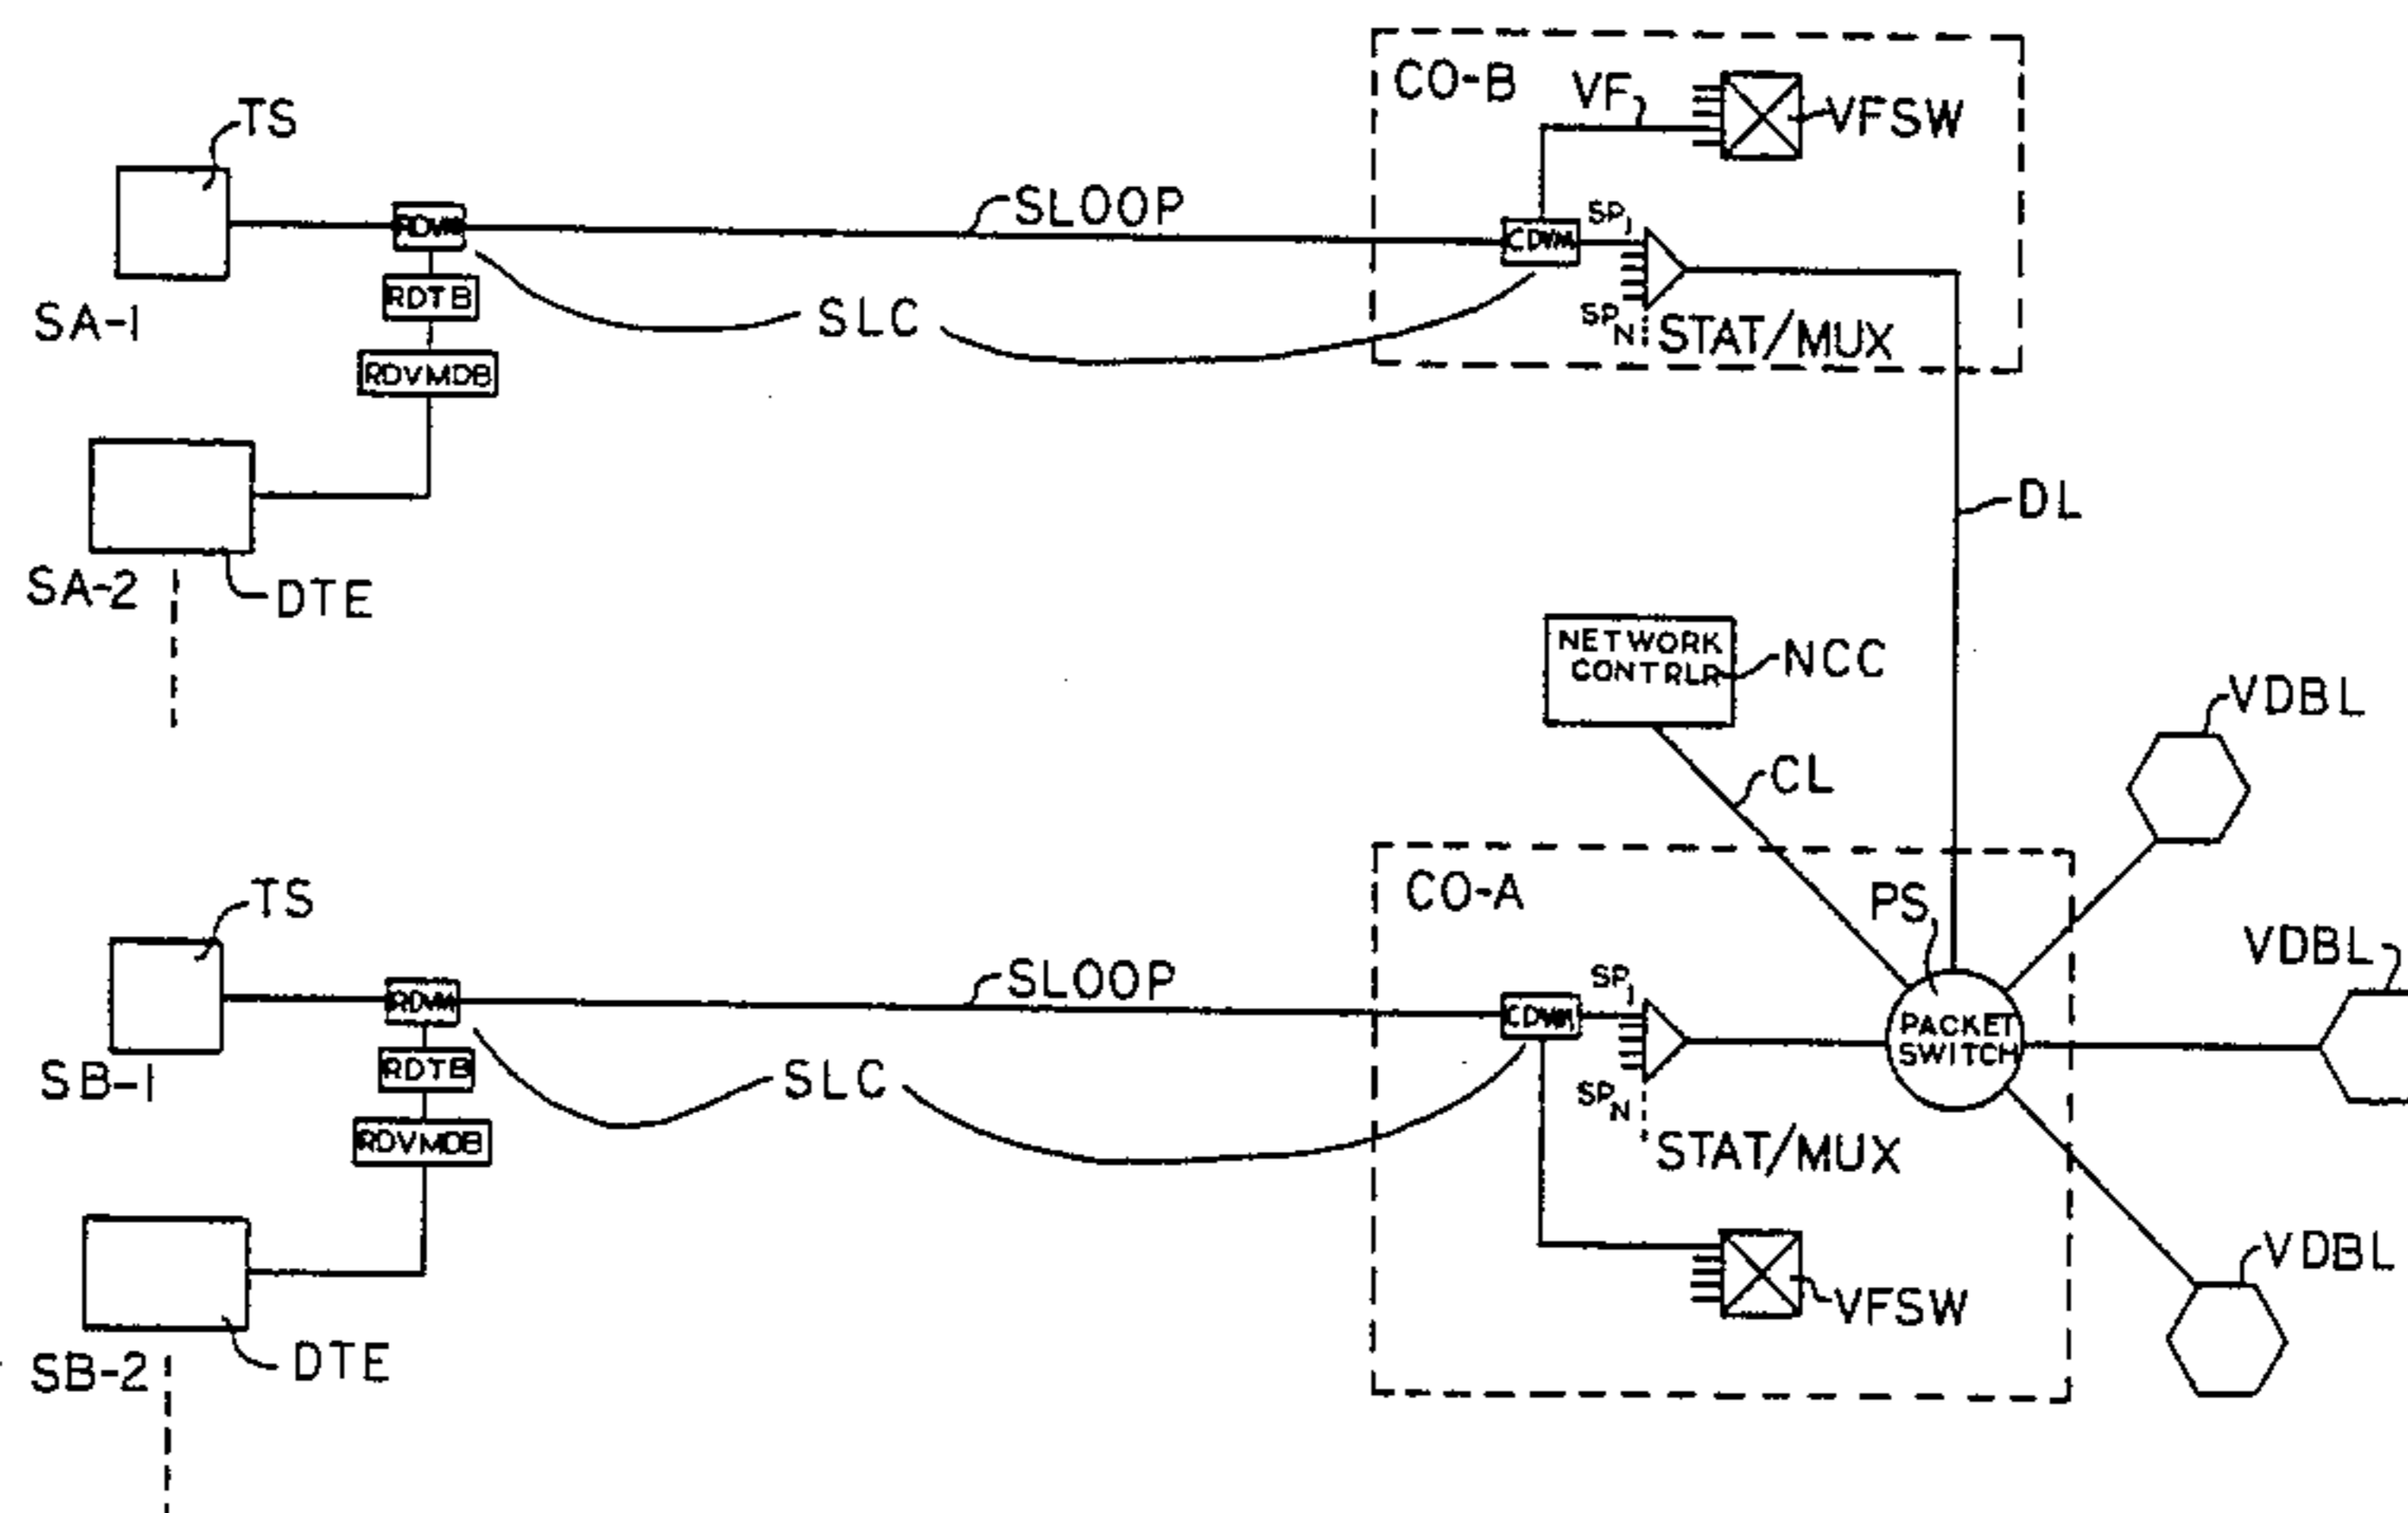 CO-B
VF
VFSW
TS
RDVM
SLOOP
CDVM
SP1
SPN
STAT/MUX
RDTB
SA-1
SLC
RDVMDB
DL
SA-2
DTE
NETWORK
CONTRLR
NCC
VDBL
CL
CO-A
PS
TS
RDVM
SLOOP
CDVM
SP1
SPN
PACKET
SWITCH
VDBL
RDTB
SB-1
SLC
RDVMDB
STAT/MUX
VDBL
VFSW
SB-2
DTE